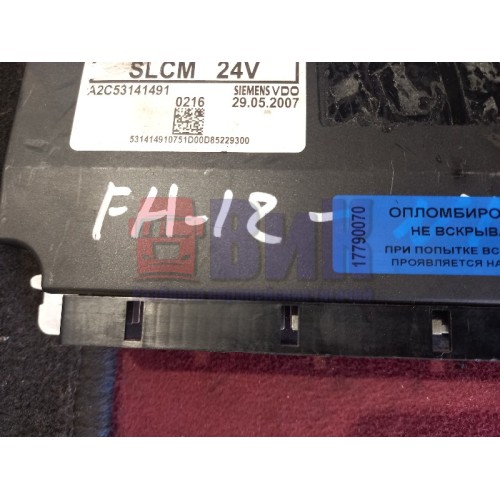 SLCM 24V
A2C53141491
SIEMENS VDO
0216 29.05.2007
531414910751D00D85229300
FH-12-
17790070
ОПЛОМБИРО
НЕ ВСКРЫВА
ПРИ ПОПЫТКЕ ВС
ПРОЯВЛЯЕТСЯ НА
ВИК